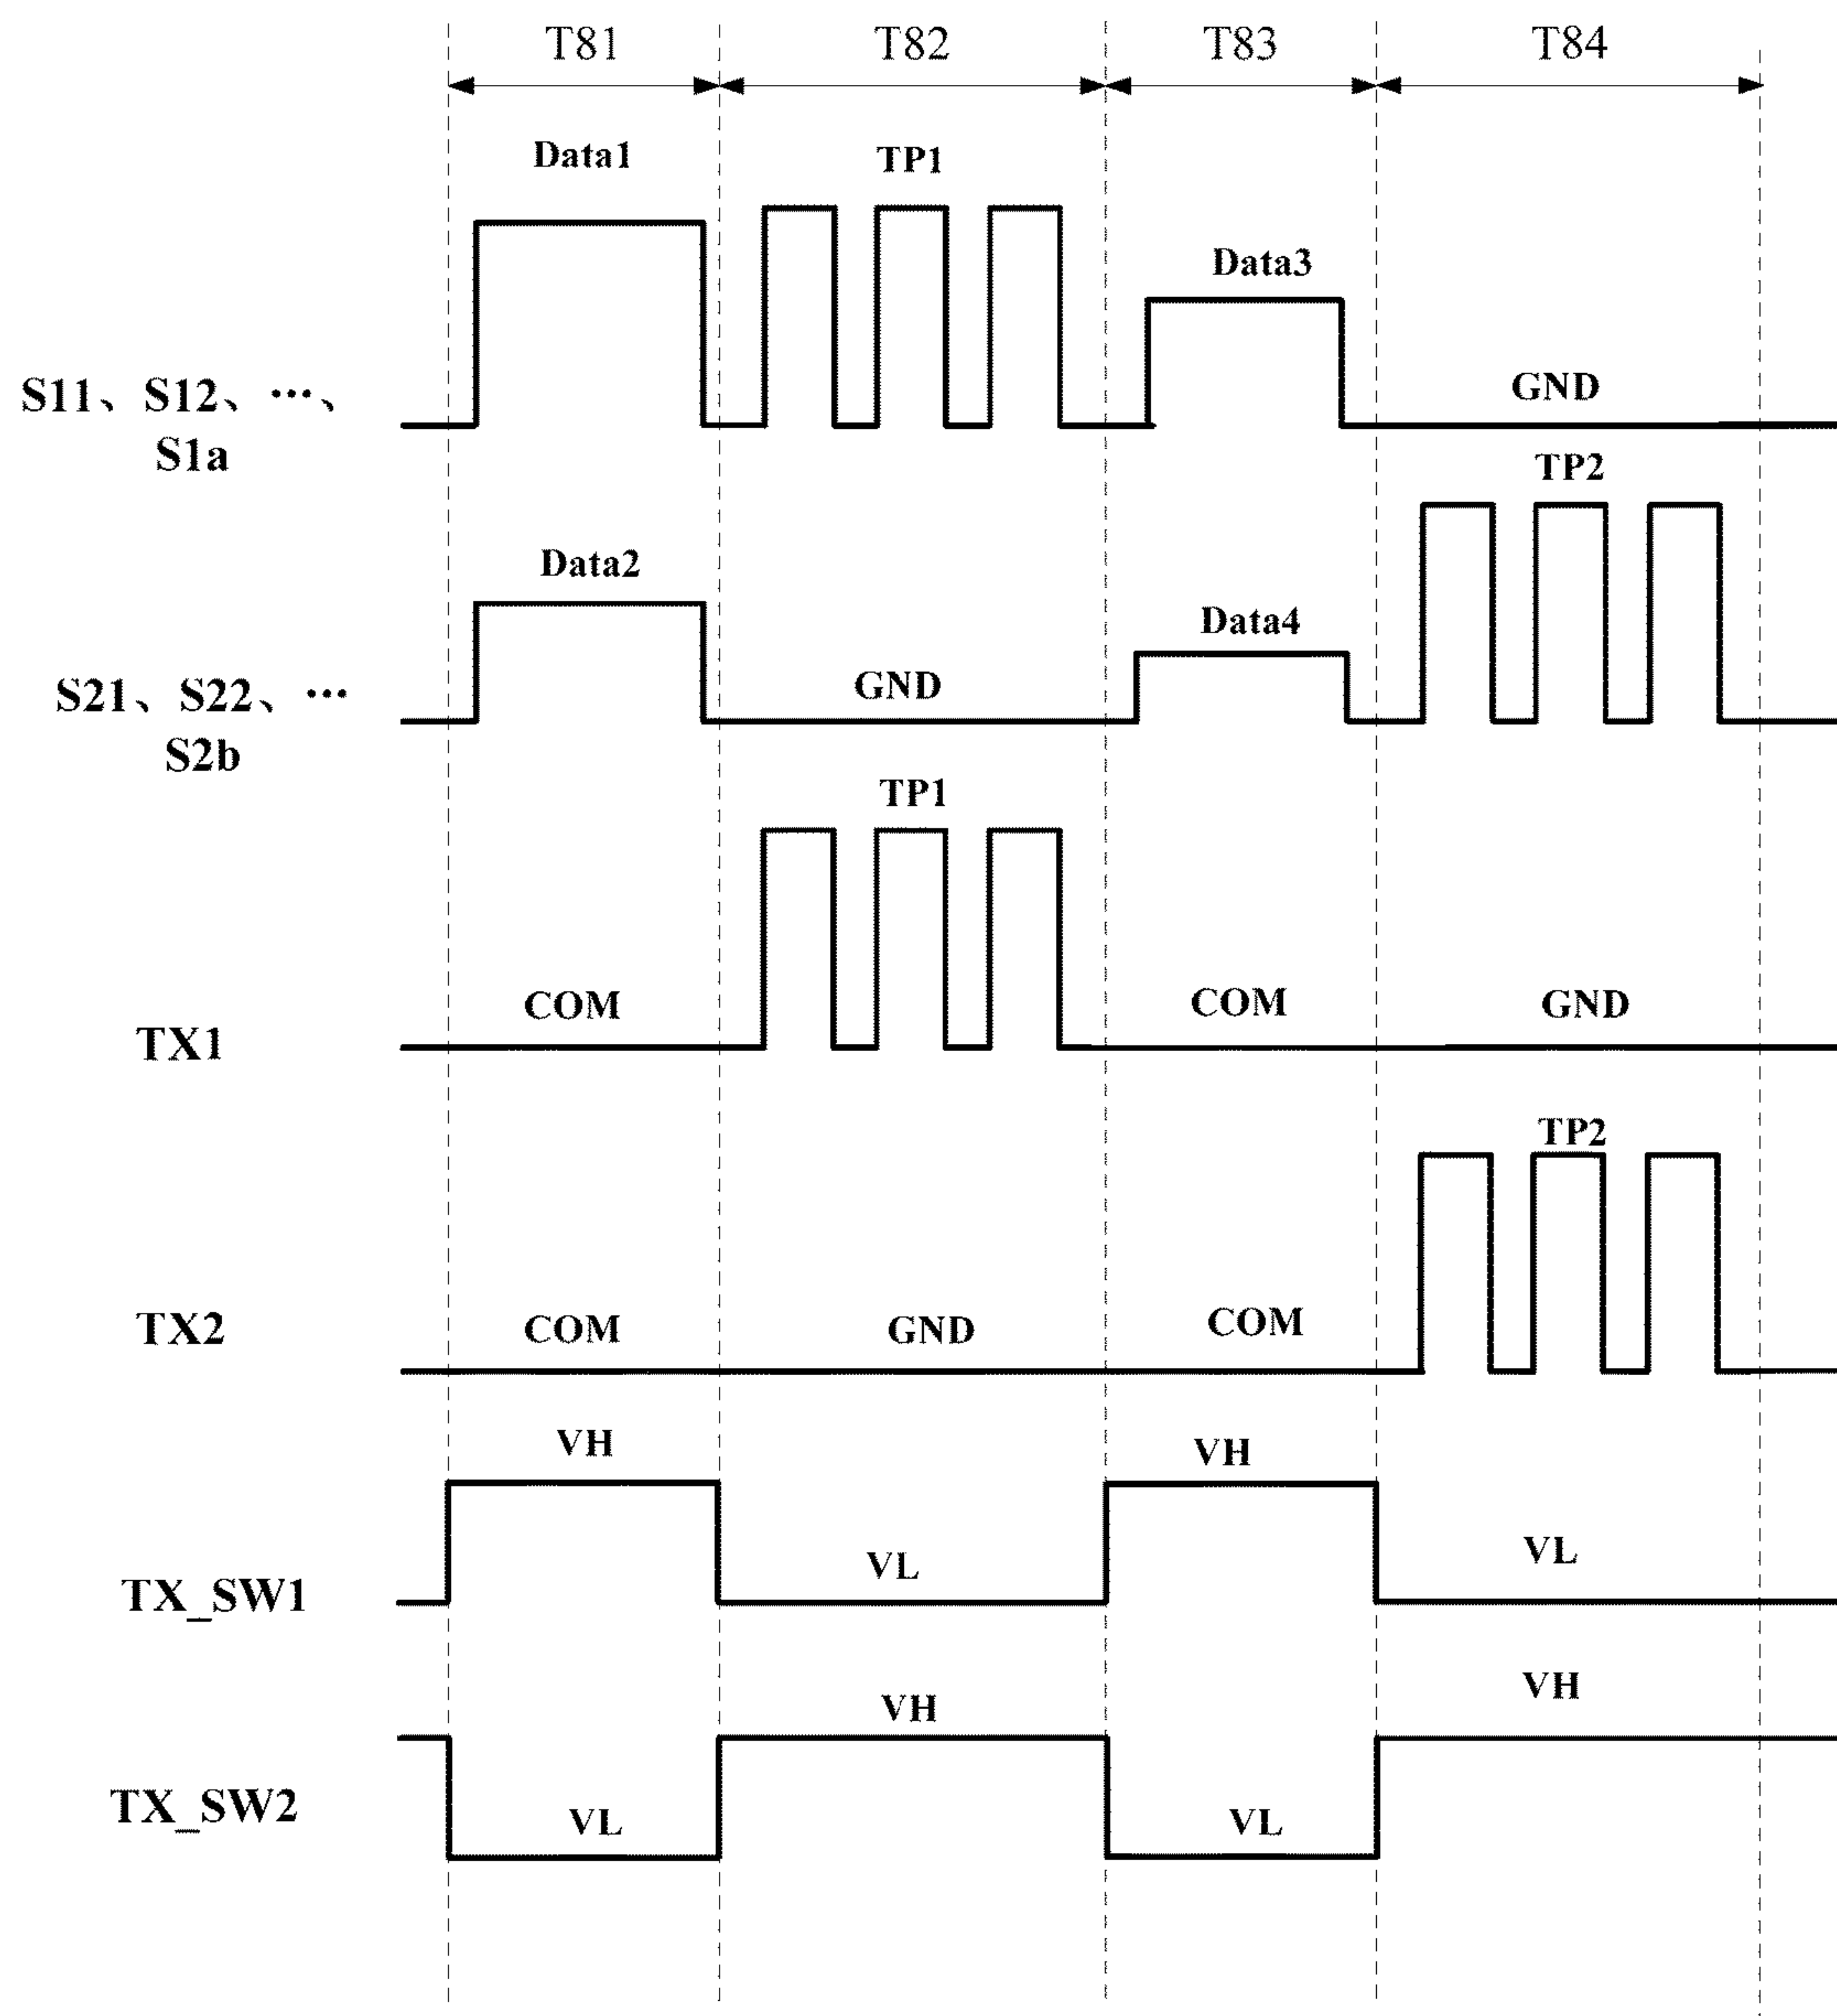 T81 T82 T83 T84
Data1 TP1
Data3
S11、S12、…、
S1a
GND
TP2
Data2
Data4
S21、S22、…
S2b
GND
TP1
TX1 COM COM GND
TP2
TX2 COM GND COM
VH VH
TX_SW1 VL VL
VH VH
TX_SW2 VL VL